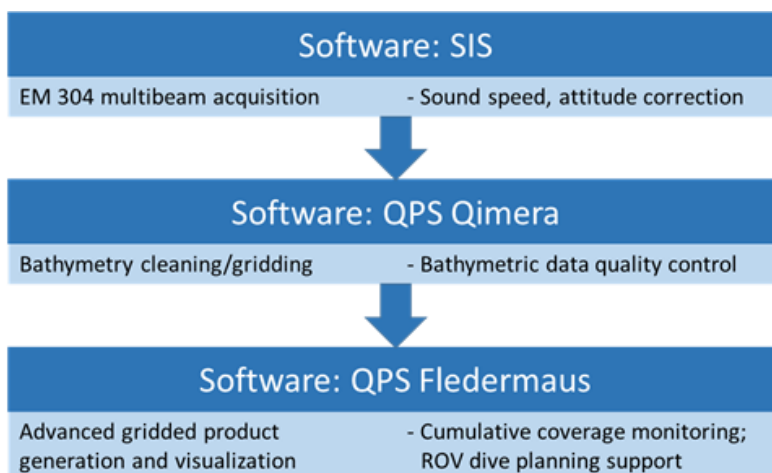 Software: SIS
EM 304 multibeam acquisition - Sound speed, attitude correction
Software: QPS Qimera
Bathymetry cleaning/gridding - Bathymetric data quality control
Software: QPS Fledermaus
Advanced gridded product
generation and visualization
- Cumulative coverage monitoring;
ROV dive planning support